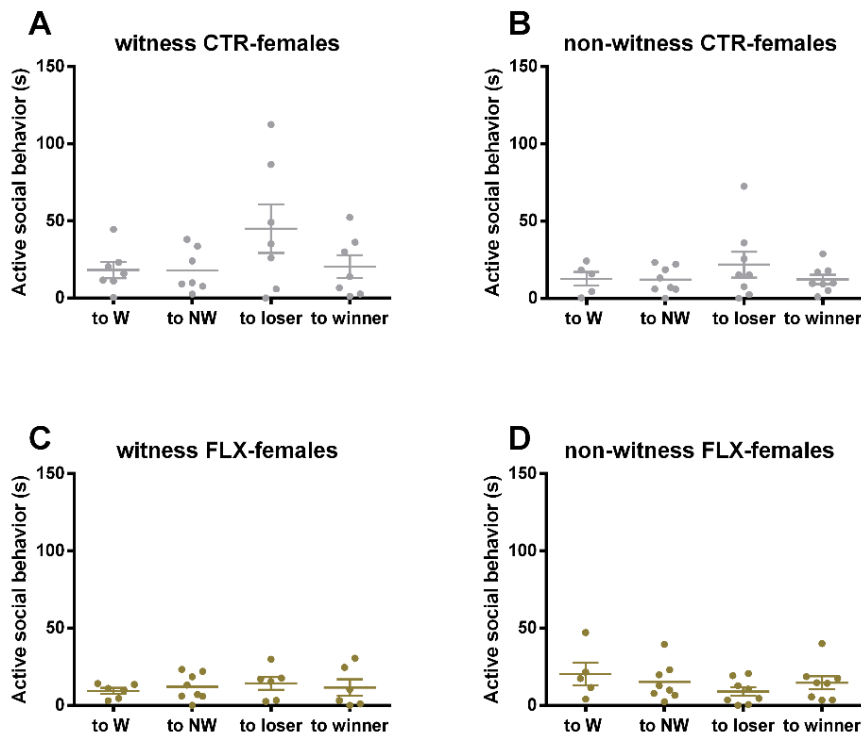 A
witness CTR-females
Active social behavior (s)
150
100
50
0
to W to NW to loser to winner
B
non-witness CTR-females
Active social behavior (s)
150
100
50
0
to W to NW to loser to winner
C
witness FLX-females
Active social behavior (s)
150
100
50
0
to W to NW to loser to winner
D
non-witness FLX-females
Active social behavior (s)
150
100
50
0
to W to NW to loser to winner